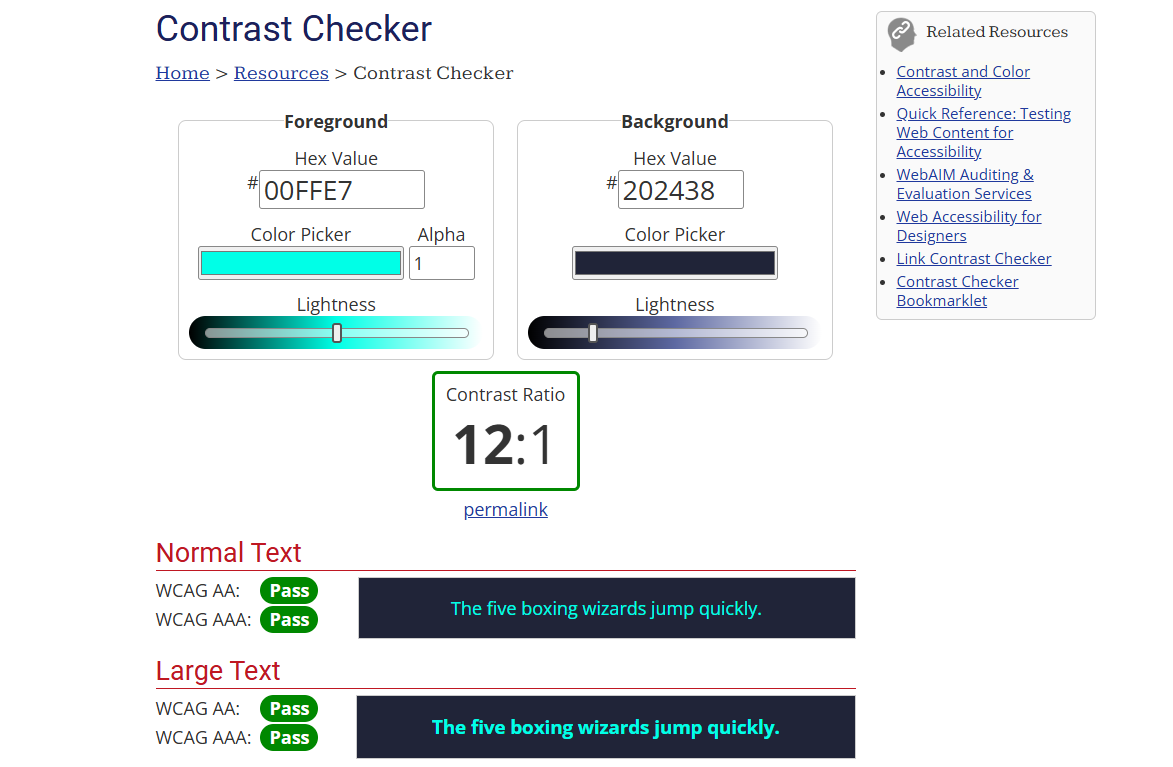 Contrast Checker
Home > Resources > Contrast Checker
Foreground
Hex Value
#00FFE7
Color Picker
Alpha
1
Lightness
Background
Hex Value
#202438
Color Picker
Lightness
Contrast Ratio
12:1
permalink
Normal Text
WCAG AA: Pass
WCAG AAA: Pass
The five boxing wizards jump quickly.
Large Text
WCAG AA: Pass
WCAG AAA: Pass
The five boxing wizards jump quickly.
Related Resources
Contrast and Color
Accessibility
Quick Reference: Testing
Web Content for
Accessibility
WebAIM Auditing &
Evaluation Services
Web Accessibility for
Designers
Link Contrast Checker
Contrast Checker
Bookmarklet